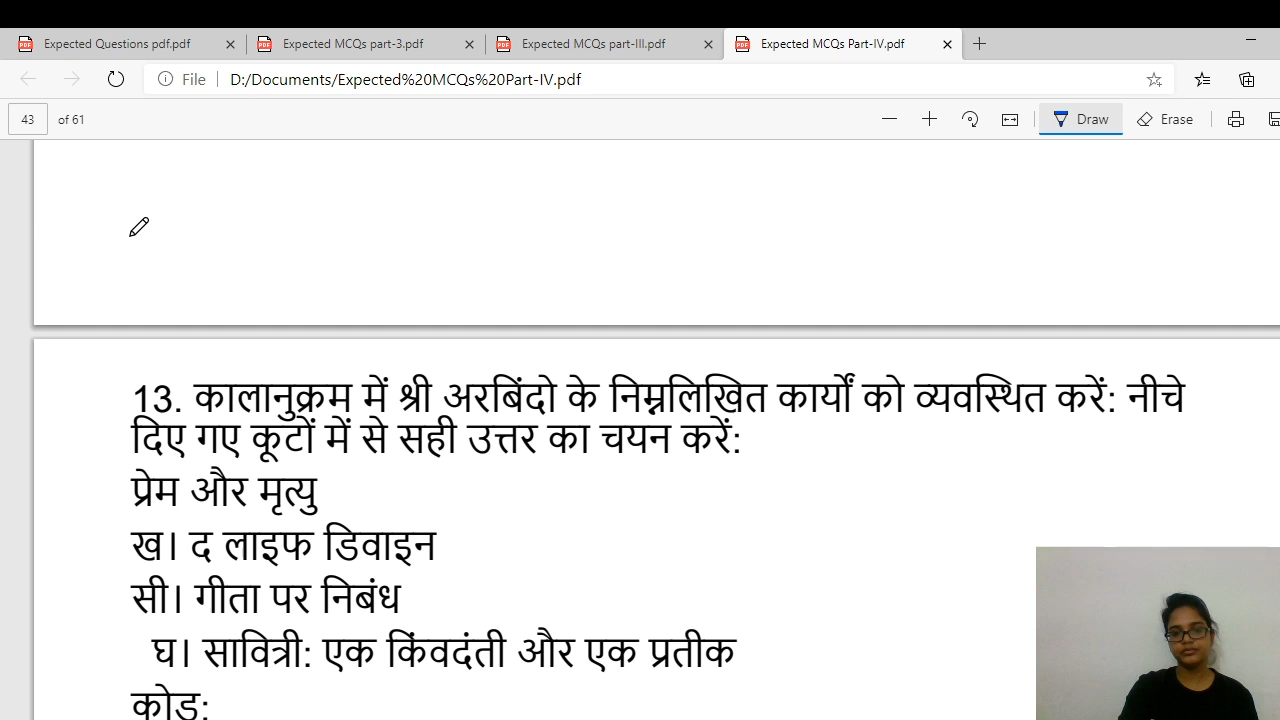 Expected Questions pdf.pdf
Expected MCQs part-3.pdf
Expected MCQs part-III.pdf
Expected MCQs Part-IV.pdf
File
D:/Documents/Expected%20MCQs%20Part-IV.pdf
43 of 61
Draw
Erase
13. कालानुक्रम में श्री अरबिंदो के निम्नलिखित कार्यों को व्यवस्थित करें: नीचे
दिए गए कूटों में से सही उत्तर का चयन करें:
प्रेम और मृत्यु
ख। द लाइफ डिवाइन
सी। गीता पर निबंध
घ। सावित्री: एक किंवदंती और एक प्रतीक
कोड: